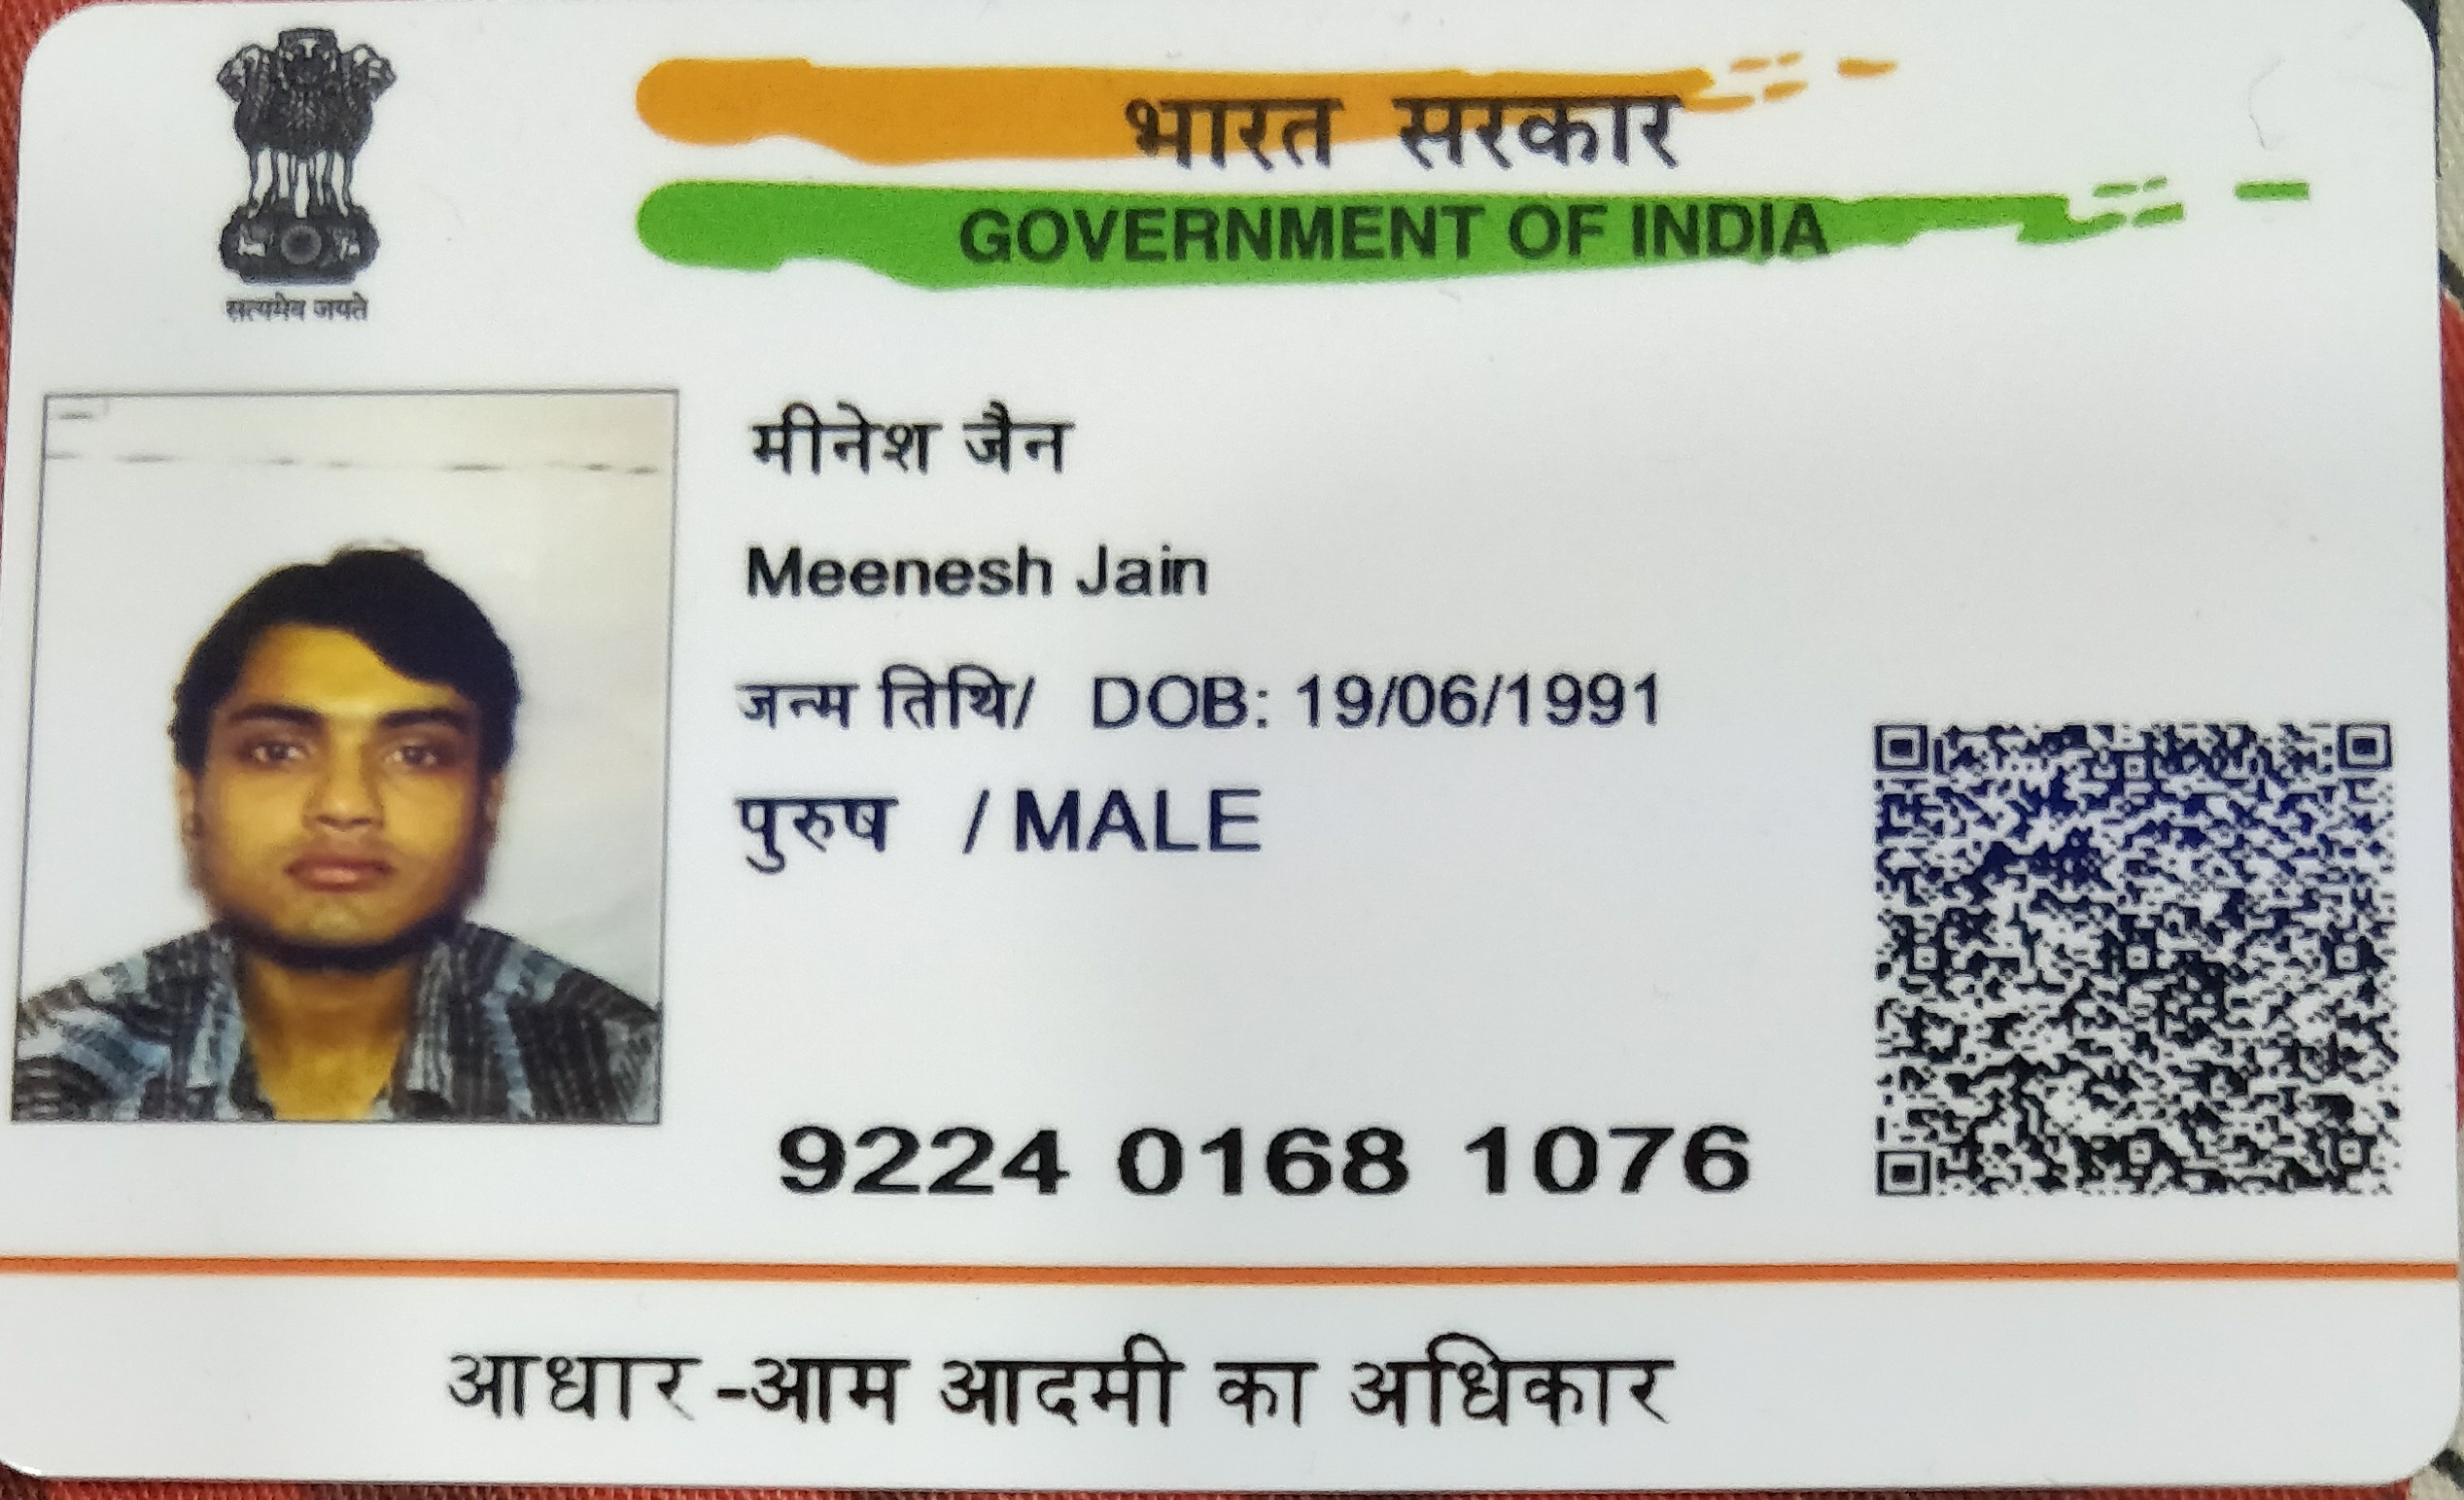 भारत सरकार
GOVERNMENT OF INDIA
सत्यमेव जयते
मीनेश जैन
Meenesh Jain
जन्म तिथि/ DOB: 19/06/1991
पुरुष / MALE
9224 0168 1076
आधार -आम आदमी का अधिकार